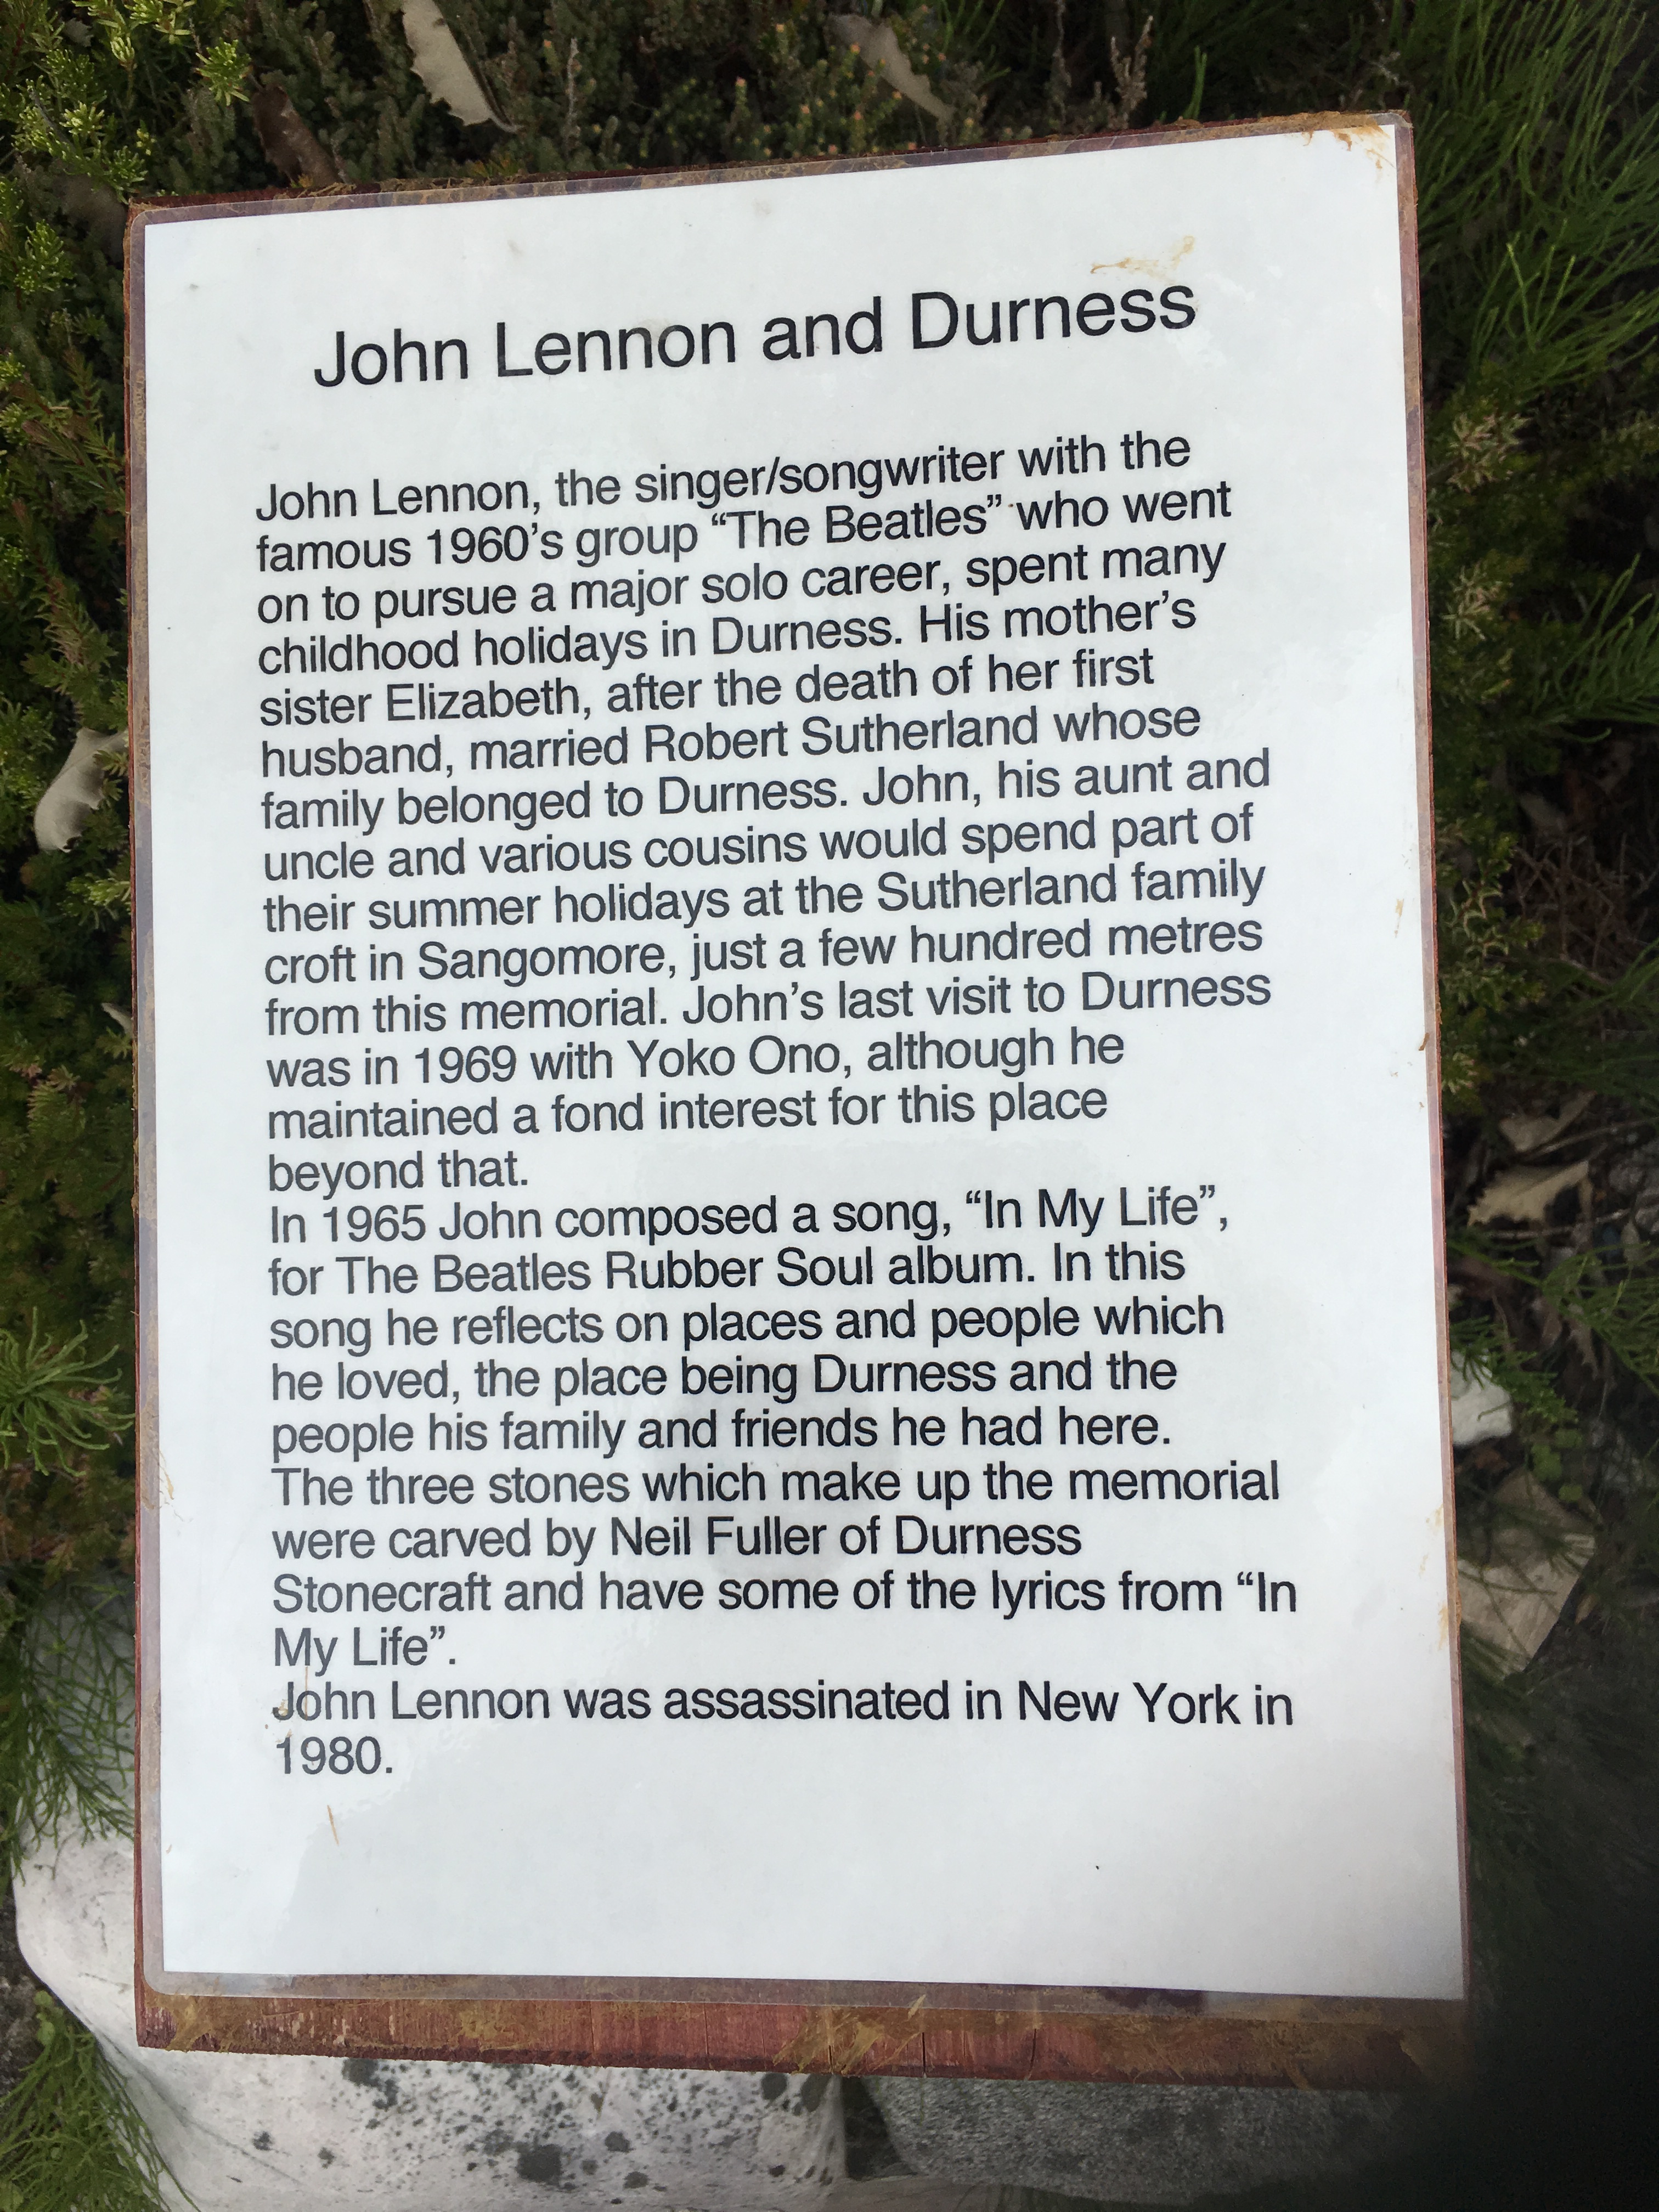 John Lennon and Durness
John Lennon, the singer/songwriter with the
famous 1960’s group “The Beatles” who went
on to pursue a major solo career, spent many
childhood holidays in Durness. His mother’s
sister Elizabeth, after the death of her first
husband, married Robert Sutherland whose
family belonged to Durness. John, his aunt and
uncle and various cousins would spend part of
their summer holidays at the Sutherland family
croft in Sangomore, just a few hundred metres
from this memorial. John’s last visit to Durness
was in 1969 with Yoko Ono, although he
maintained a fond interest for this place
beyond that.
In 1965 John composed a song, “In My Life”,
for The Beatles Rubber Soul album. In this
song he reflects on places and people which
he loved, the place being Durness and the
people his family and friends he had here.
The three stones which make up the memorial
were carved by Neil Fuller of Durness
Stonecraft and have some of the lyrics from “In
My Life”.
John Lennon was assassinated in New York in
1980.